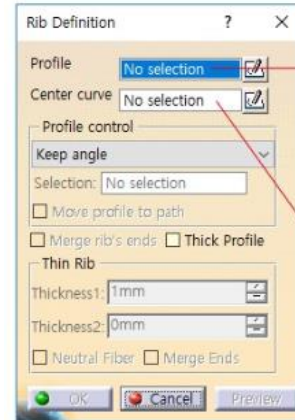 Rib Definition ? ×
Profile No selection
Center curve No selection
Profile control
Keep angle
Selection: No selection
Move profile to path
Merge rib's ends Thick Profile
Thin Rib
Thickness1: 1mm
Thickness2: 0mm
Neutral Fiber Merge Ends
OK Cancel Preview